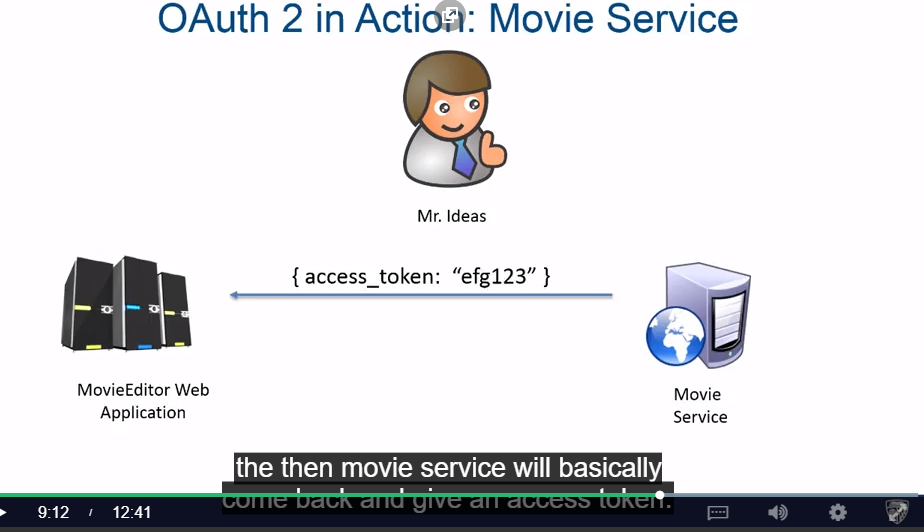 OAuth 2 in Action: Movie Service
Mr. Ideas
{ access_token: “efg123” }
MovieEditor Web
Application
Movie
Service
the then movie service will basically
come back and give an access token.
9:12
12:41